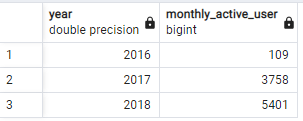 year monthly_active_user
double precision bigint
1 2016 109
2 2017 3758
3 2018 5401